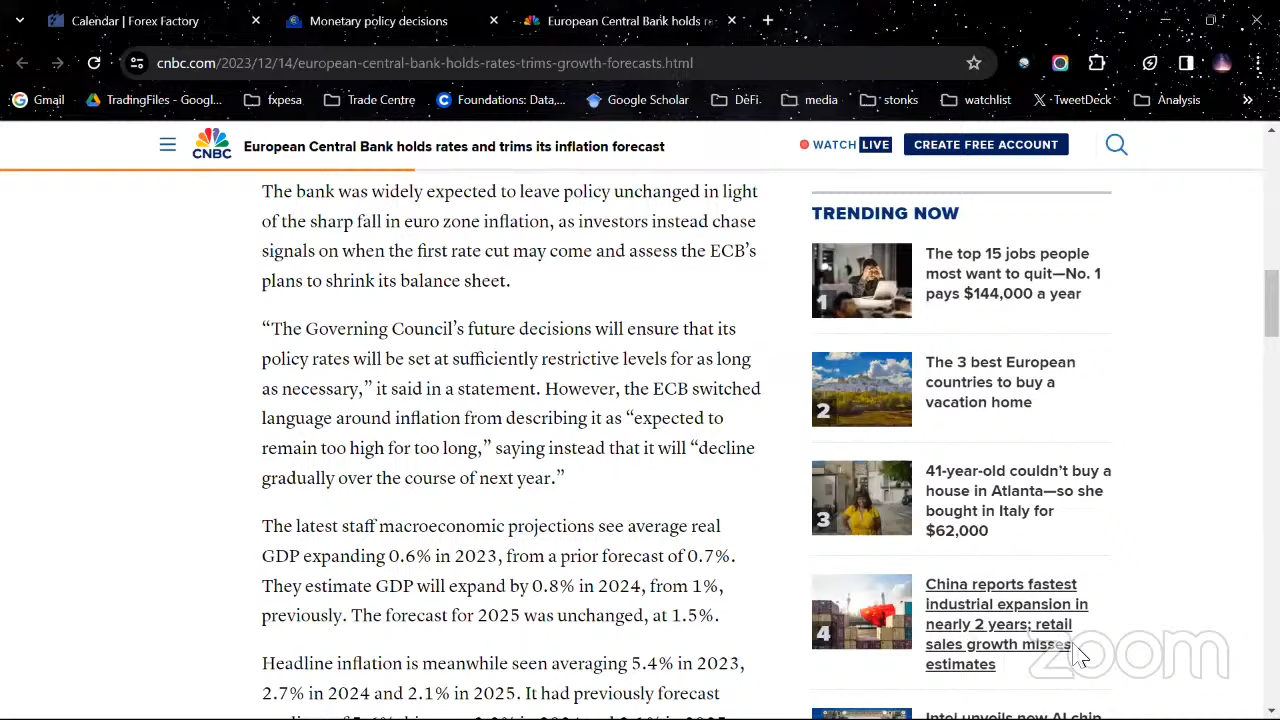 Calendar | Forex Factory
Monetary policy decisions
European Central Bank holds r
cnbc.com/2023/12/14/european-central-bank-holds-rates-trims-growth-forecasts.html
Gmail
TradingFiles - Googl...
fxpesa
Trade Centre
Foundations: Data,...
Google Scholar
DeFi
media
stonks
watchlist
TweetDeck
Analysis
CNBC
European Central Bank holds rates and trims its inflation forecast
WATCH LIVE
CREATE FREE ACCOUNT
The bank was widely expected to leave policy unchanged in light
of the sharp fall in euro zone inflation, as investors instead chase
signals on when the first rate cut may come and assess the ECB’s
plans to shrink its balance sheet.
“The Governing Council’s future decisions will ensure that its
policy rates will be set at sufficiently restrictive levels for as long
as necessary,” it said in a statement. However, the ECB switched
language around inflation from describing it as “expected to
remain too high for too long,” saying instead that it will “decline
gradually over the course of next year.”
The latest staff macroeconomic projections see average real
GDP expanding 0.6% in 2023, from a prior forecast of 0.7%.
They estimate GDP will expand by 0.8% in 2024, from 1%,
previously. The forecast for 2025 was unchanged, at 1.5%.
Headline inflation is meanwhile seen averaging 5.4% in 2023,
2.7% in 2024 and 2.1% in 2025. It had previously forecast
TRENDING NOW
1
The top 15 jobs people
most want to quit—No. 1
pays $144,000 a year
2
The 3 best European
countries to buy a
vacation home
3
41-year-old couldn’t buy a
house in Atlanta—so she
bought in Italy for
$62,000
4
China reports fastest
industrial expansion in
nearly 2 years; retail
sales growth misses
estimates
Intel unveils new AI chip
zoom